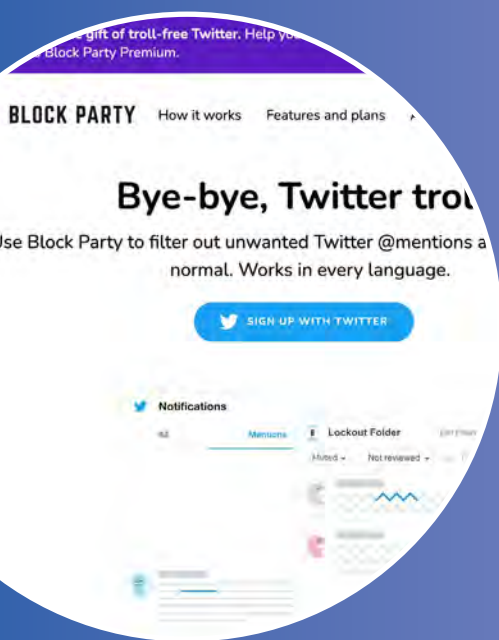 gift of troll-free Twitter. Help
Block Party Premium.
BLOCK PARTY How it works Features and plans
Bye-bye, Twitter
Use Block Party to filter out unwanted Twitter @mentions
normal. Works in every language.
SIGN UP WITH TWITTER
Notifications
All Mentions Lockout Folder
Muted Not reviewed